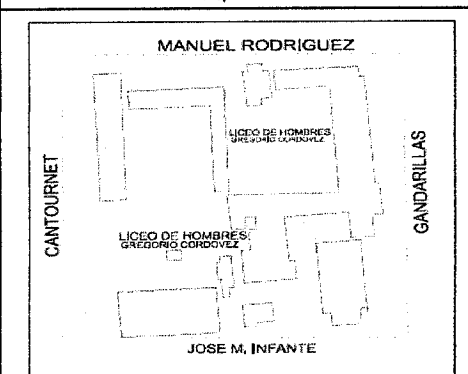 MANUEL RODRIGUEZ
LICEO DE HOMBRES
GREGORIO CORDOVEZ
CANTOURNET
GANDARILLAS
LICEO DE HOMBRES
GREGORIO CORDOVEZ
JOSE M. INFANTE